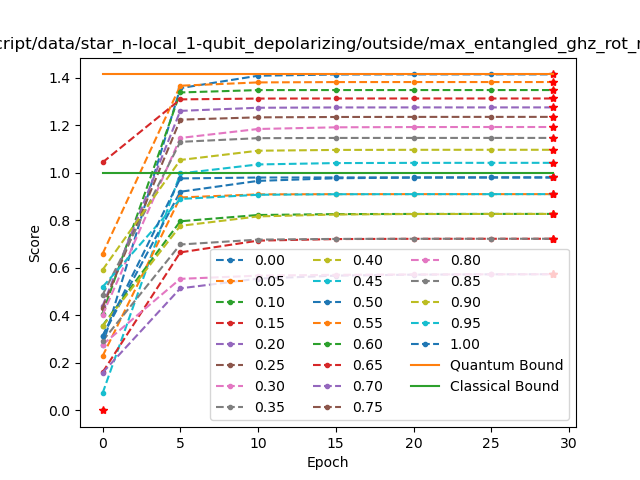 /data/star_n-local_1-qubit_depolarizing/outside/max_entangled_ghz_rot_
Score
1.4
1.2
1.0
0.8
0.6
0.4
0.2
0.0
0.00 0.40 0.80
0.05 0.45 0.85
0.10 0.50 0.90
0.15 0.55 0.95
0.20 0.60 1.00
0.25 0.65 Quantum Bound
0.30 0.70 Classical Bound
0.35 0.75
0 5 10 15 20 25 30
Epoch